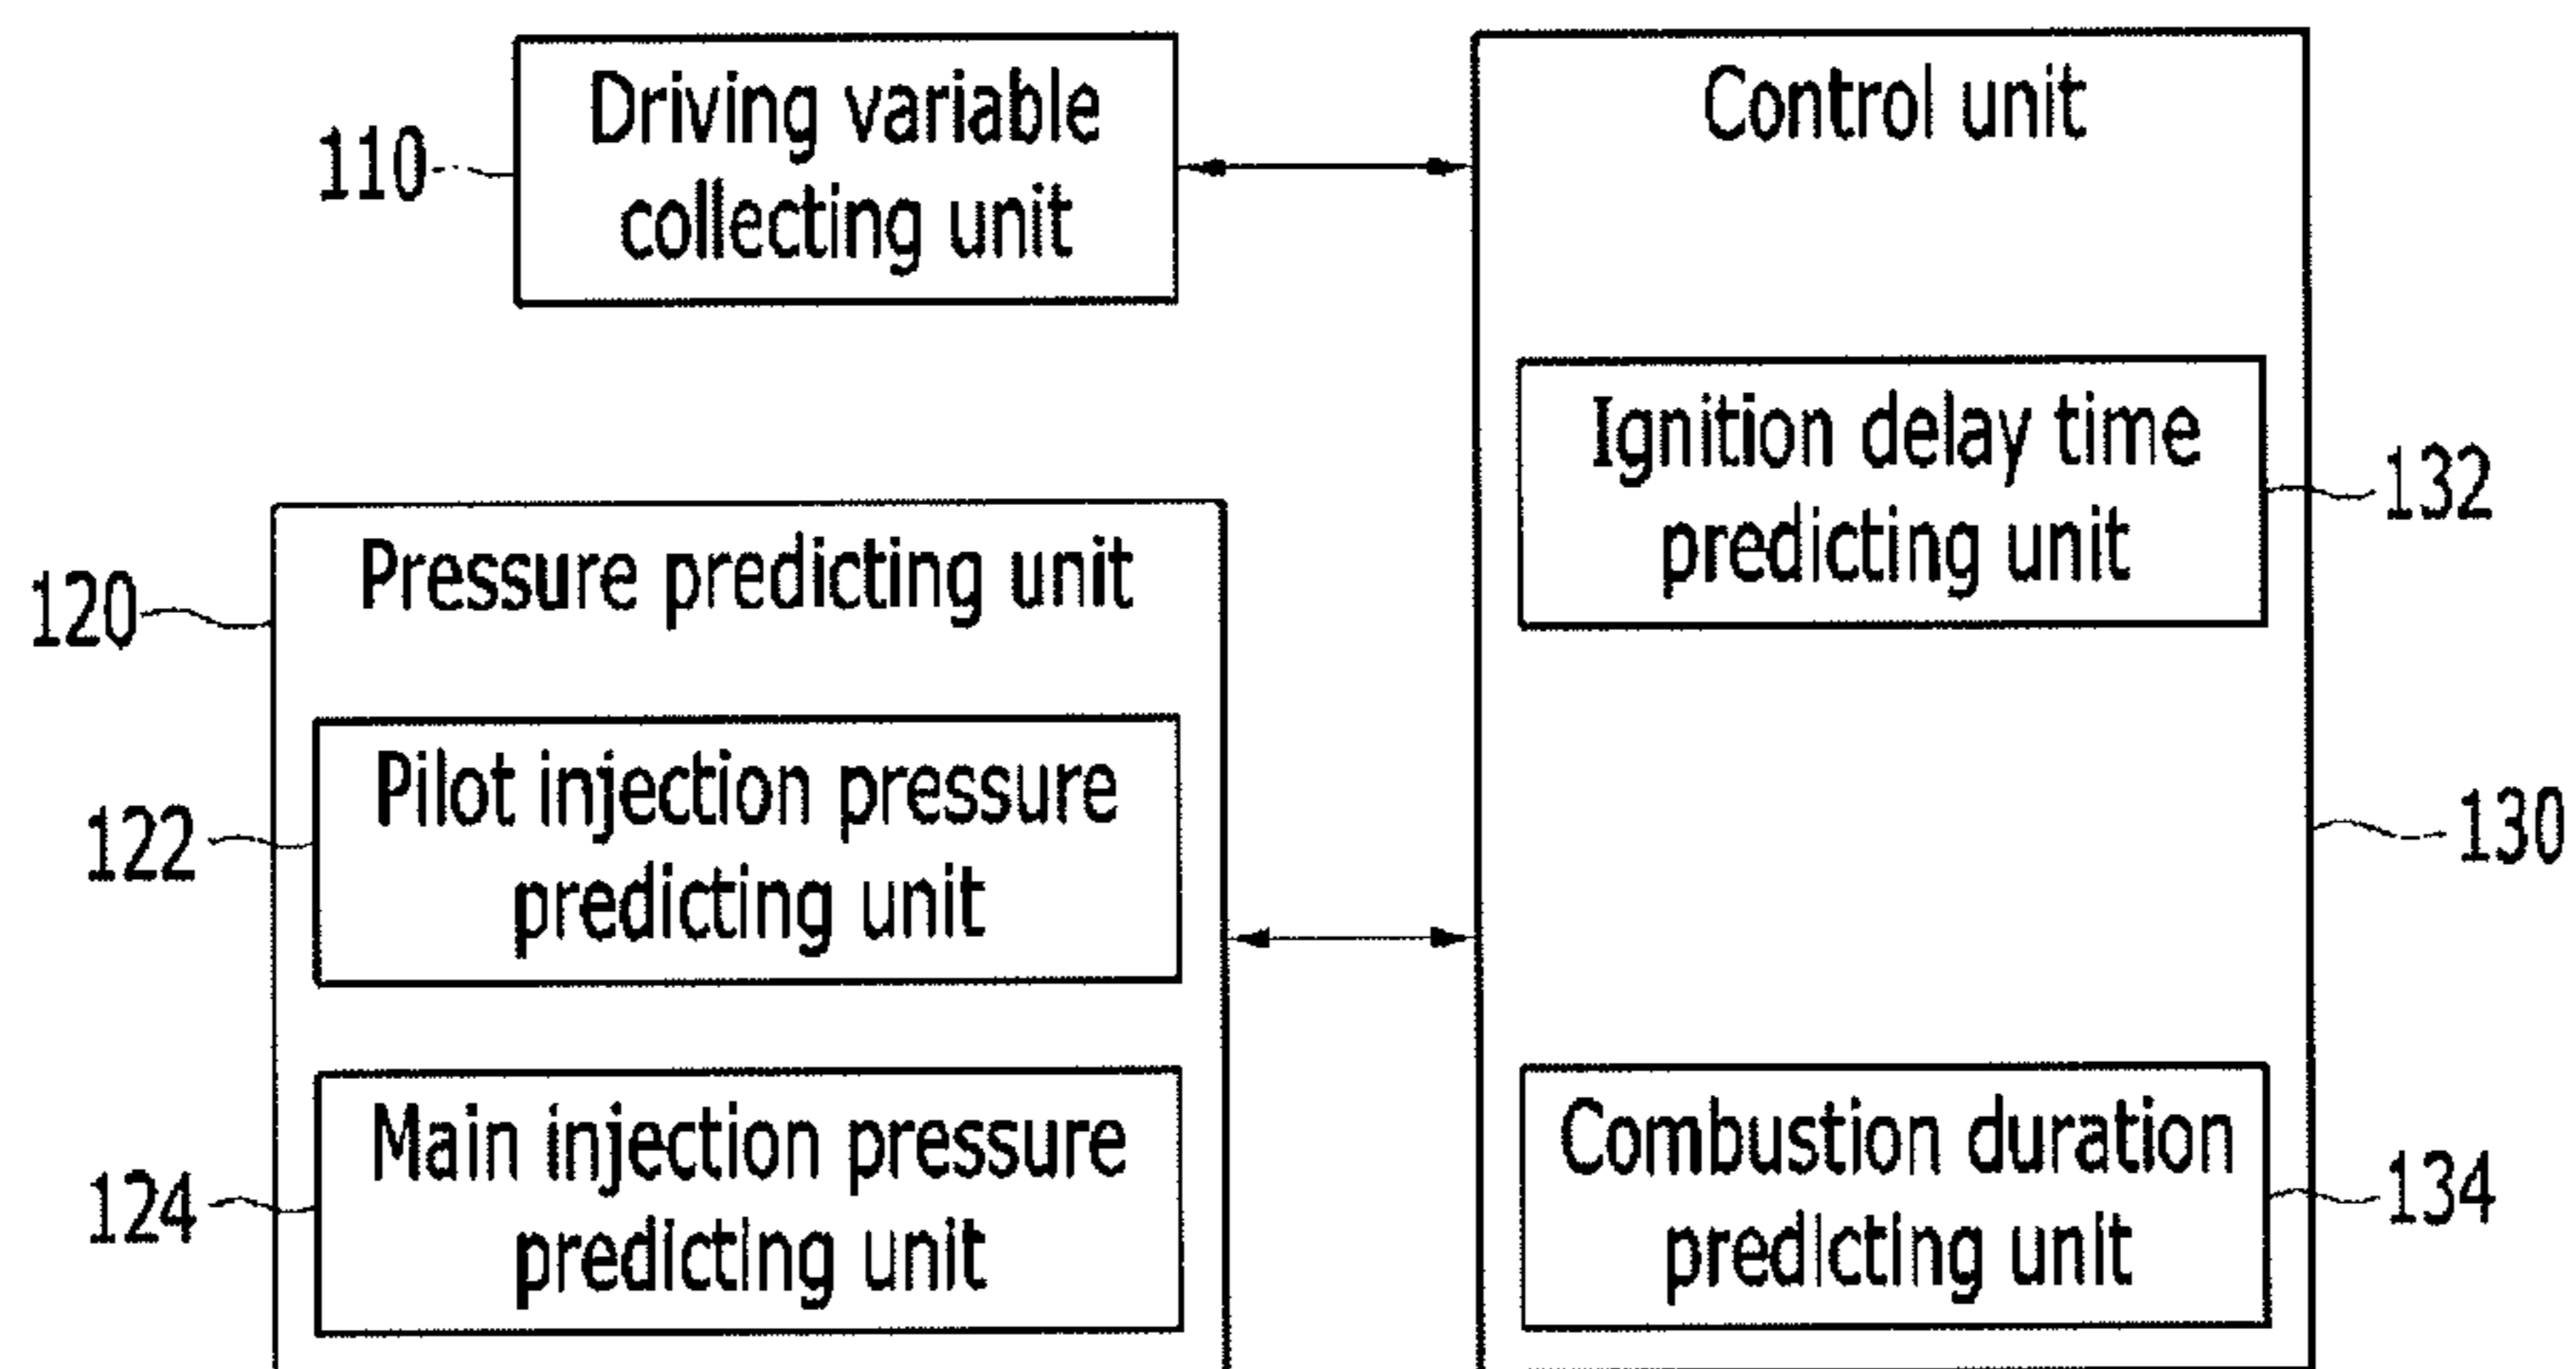 Driving variable
collecting unit
110
Control unit
Ignition delay time
predicting unit
132
Pressure predicting unit
120
Pilot injection pressure
predicting unit
122
130
Main injection pressure
predicting unit
124
Combustion duration
predicting unit
134